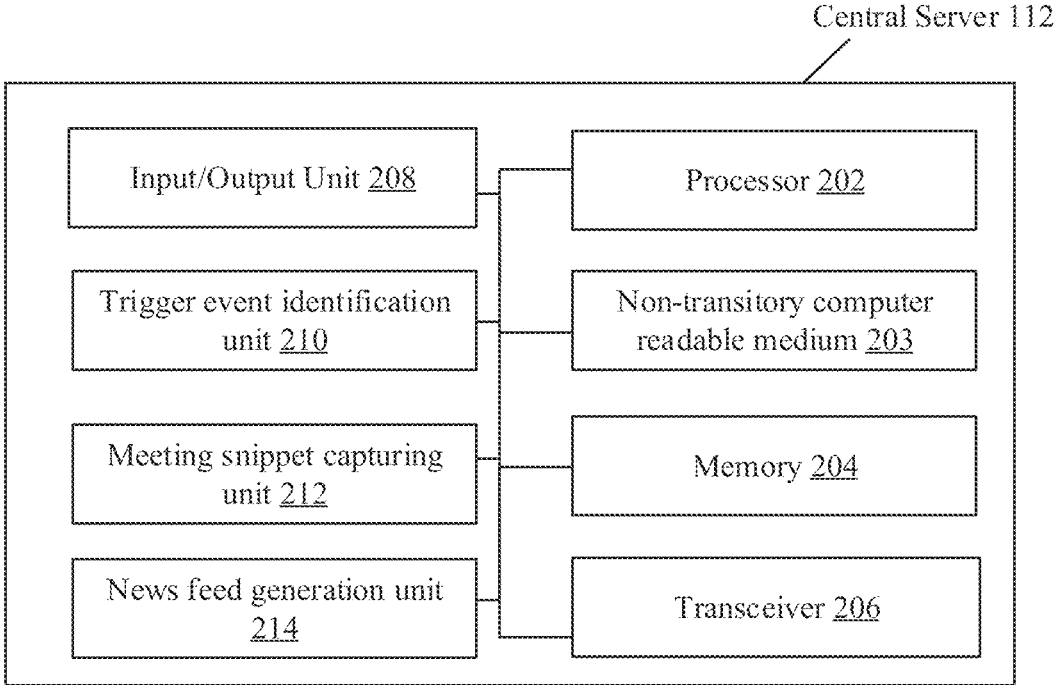 Central Server 112
Input/Output Unit 208
Processor 202
Trigger event identification
unit 210
Non-transitory computer
readable medium 203
Meeting snippet capturing
unit 212
Memory 204
News feed generation unit
214
Transceiver 206